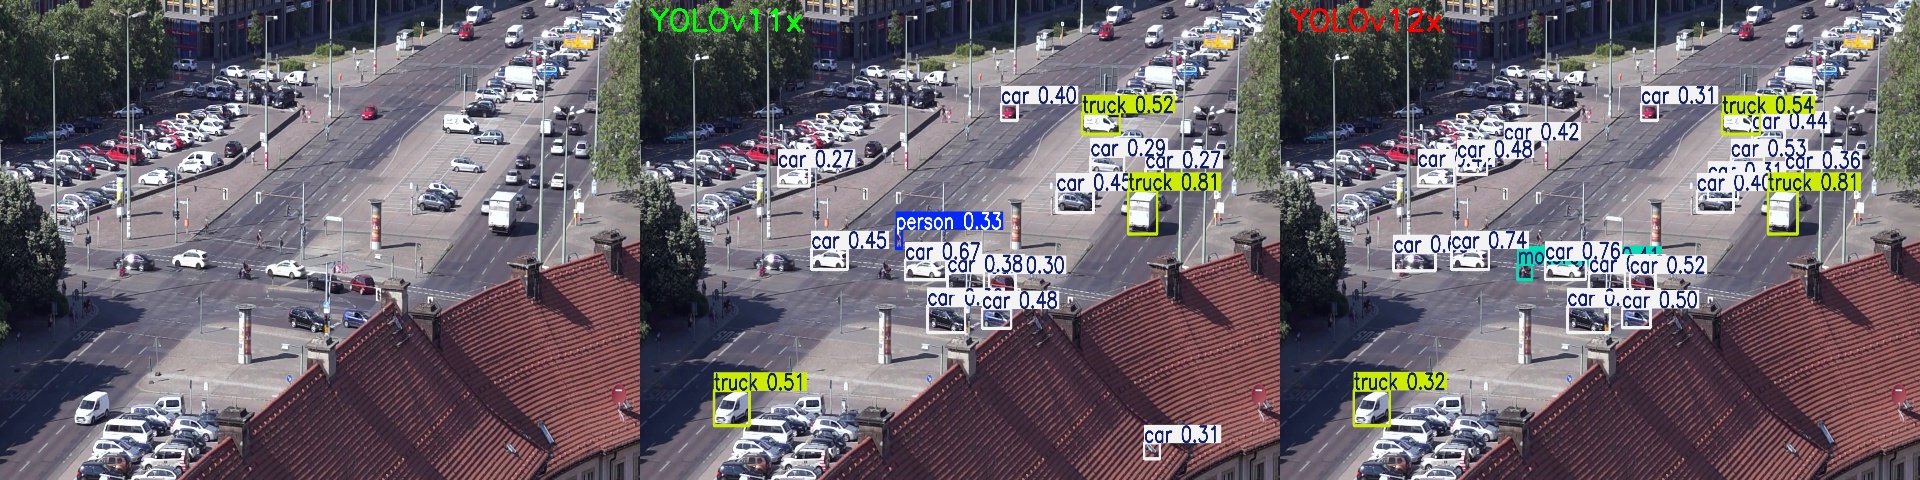 YOLOv11x
car 0.40
truck 0.52
car 0.29
car 0.27
car 0.27
car 0.45
truck 0.81
person 0.33
car 0.45
car 0.67
car 0.38
0.30
car 0.48
truck 0.51
car 0.31
YOLOv12x
car 0.31
truck 0.54
0.44
car 0.42
car 0.48
car
car 0.53
car 0.36
car 0.40
truck 0.81
car
car 0.74
car 0.76
car 0.52
car 0.50
truck 0.32